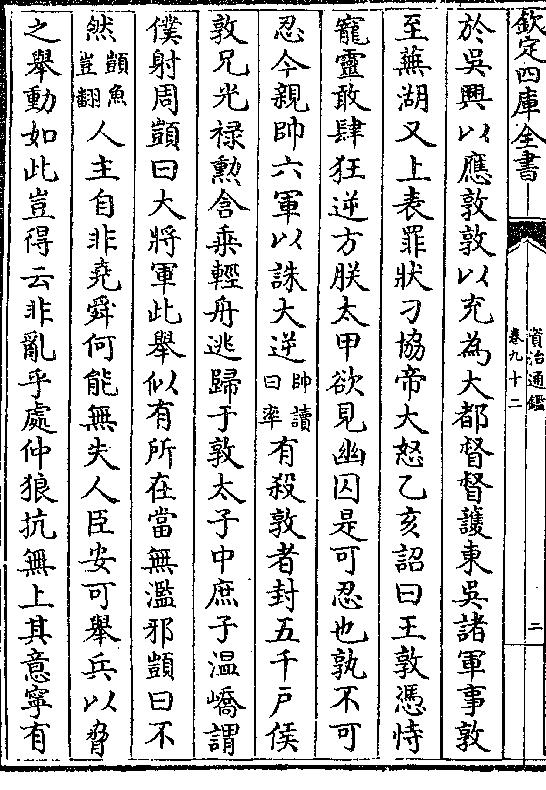 欽定四庫全書
資治通鑑
卷九十二
二
於吳興以應敦敦以充為大都督督護東吳諸軍事敦
至蕪湖又上表罪狀刁協帝大怒乙亥詔曰王敦憑恃
寵靈敢肆狂逆方朕太甲欲見幽囚是可忍也孰不可
忍今親帥六軍以誅大逆帥讀曰率有殺敦者封五千戶侯
敦兄光禄勲含乗輕舟逃歸于敦太子中庶子温嶠謂
僕射周顗曰大將軍此舉似有所在當無濫邪顗曰不
然顗魚豈翻人主自非堯舜何能無失人臣安可舉兵以脅
之舉動如此豈得云非亂乎處仲狼抗無上其意寧有